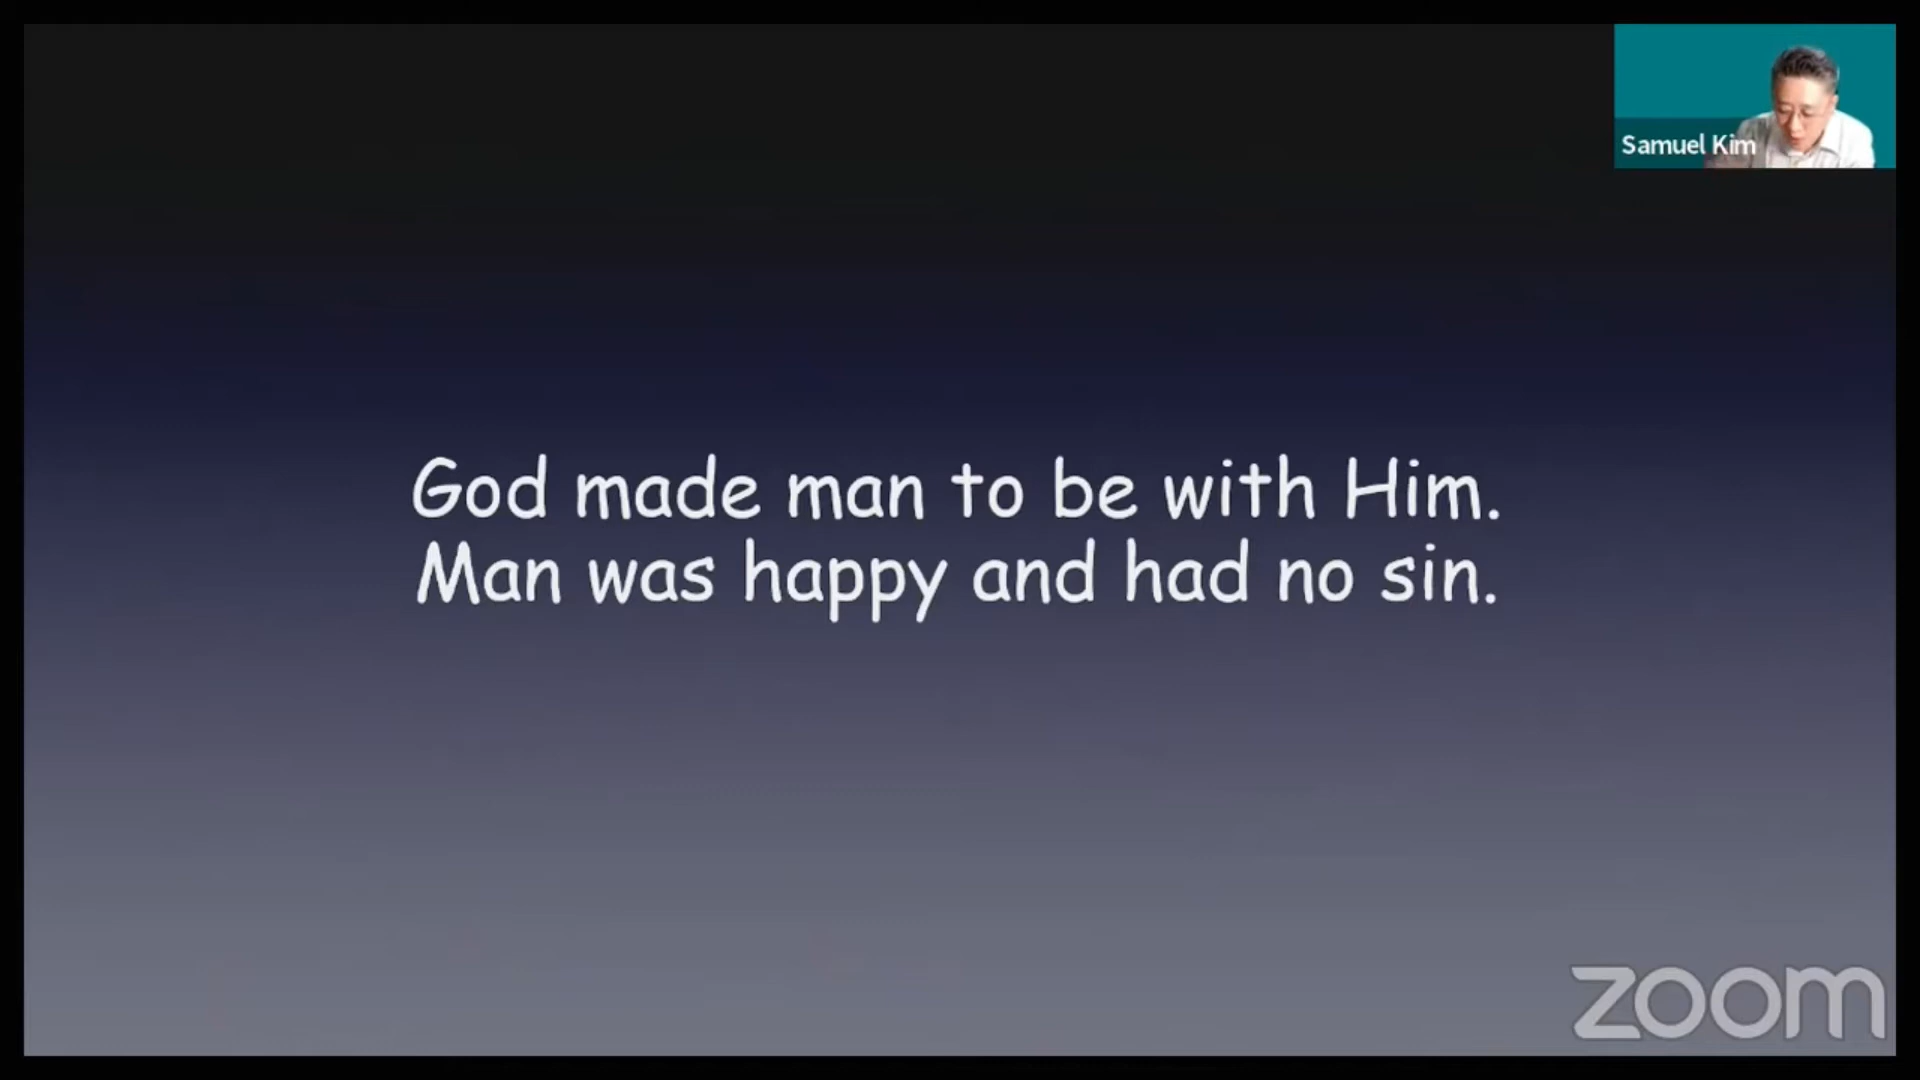 Samuel Kim
God made man to be with Him.
Man was happy and had no sin.
zoom